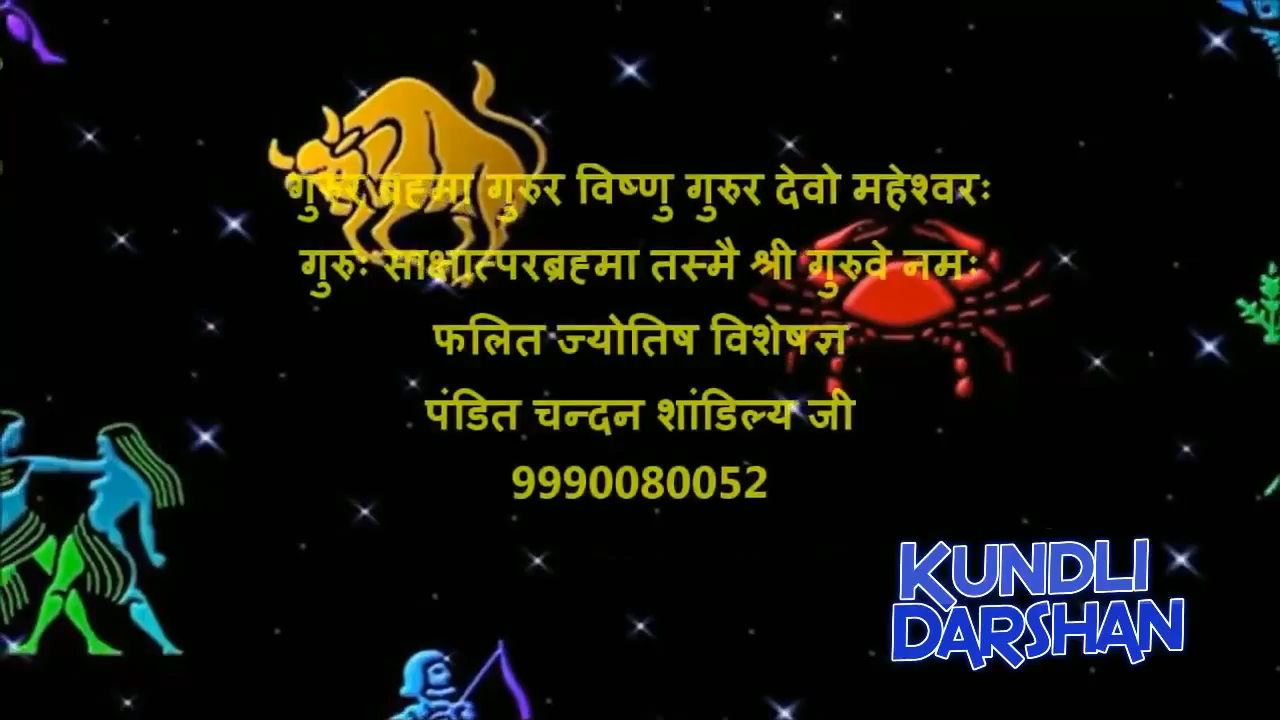 गुरुर ब्रह्मा गुरुर विष्णु गुरुर देवो महेश्वरः
गुरुः साक्षात्परब्रह्मा तस्मै श्री गुरुवे नमः
फलित ज्योतिष विशेषज्ञ
पंडित चन्दन शांडिल्य जी
9990080052
KUNDLI
DARSHAN